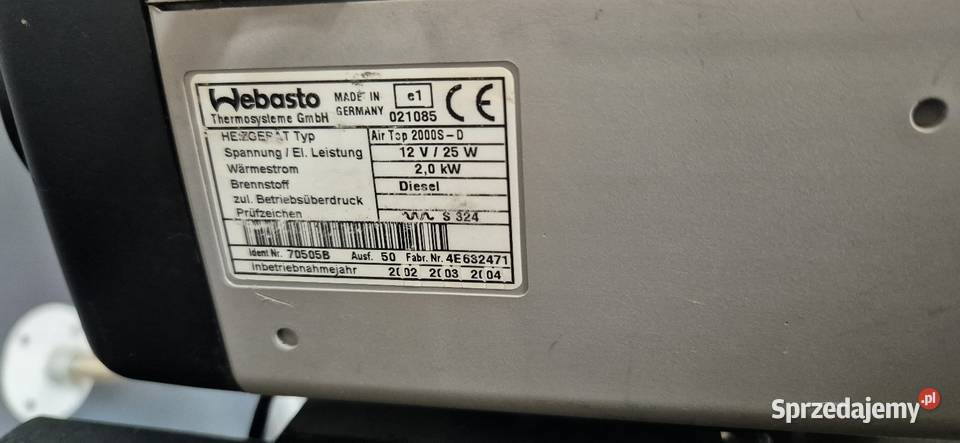 Webasto
Thermosysteme GmbH
MADE IN
GERMANY
e1
021085
CE
HEIZGERÄT Typ Air Top 2000S-D
Spannung / El. Leistung 12 V / 25 W
Wärmestrom 2,0 kW
Brennstoff Diesel
zul. Betriebsüberdruck
Prüfzeichen S 324
Ident Nr. 70505B Ausf. 50 Fabr. Nr. 4E632471
Inbetriebnahmejahr 2002 2003 2004
Sprzedajemy.pl